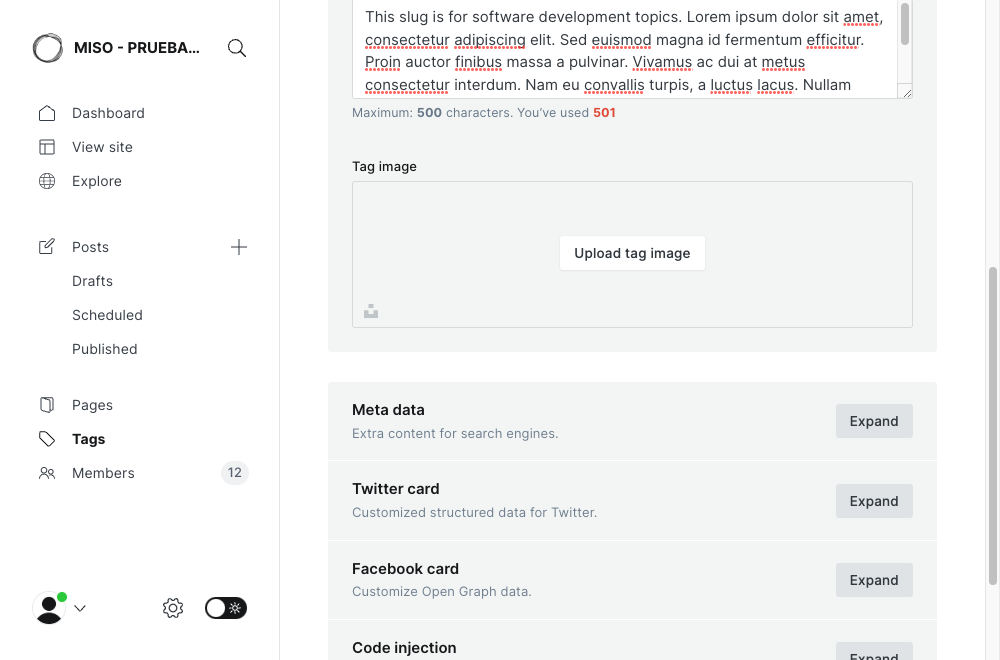 MISO - PRUEBA...
Dashboard
View site
Explore
Posts
Drafts
Scheduled
Published
Pages
Tags
Members
12
This slug is for software development topics. Lorem ipsum dolor sit amet,
consectetur adipiscing elit. Sed euismod magna id fermentum efficitur.
Proin auctor finibus massa a pulvinar. Vivamus ac dui at metus
consectetur interdum. Nam eu convallis turpis, a luctus lacus. Nullam
Maximum: 500 characters. You’ve used 501
Tag image
Upload tag image
Meta data
Extra content for search engines.
Expand
Twitter card
Customized structured data for Twitter.
Expand
Facebook card
Customize Open Graph data.
Expand
Code injection
Expand